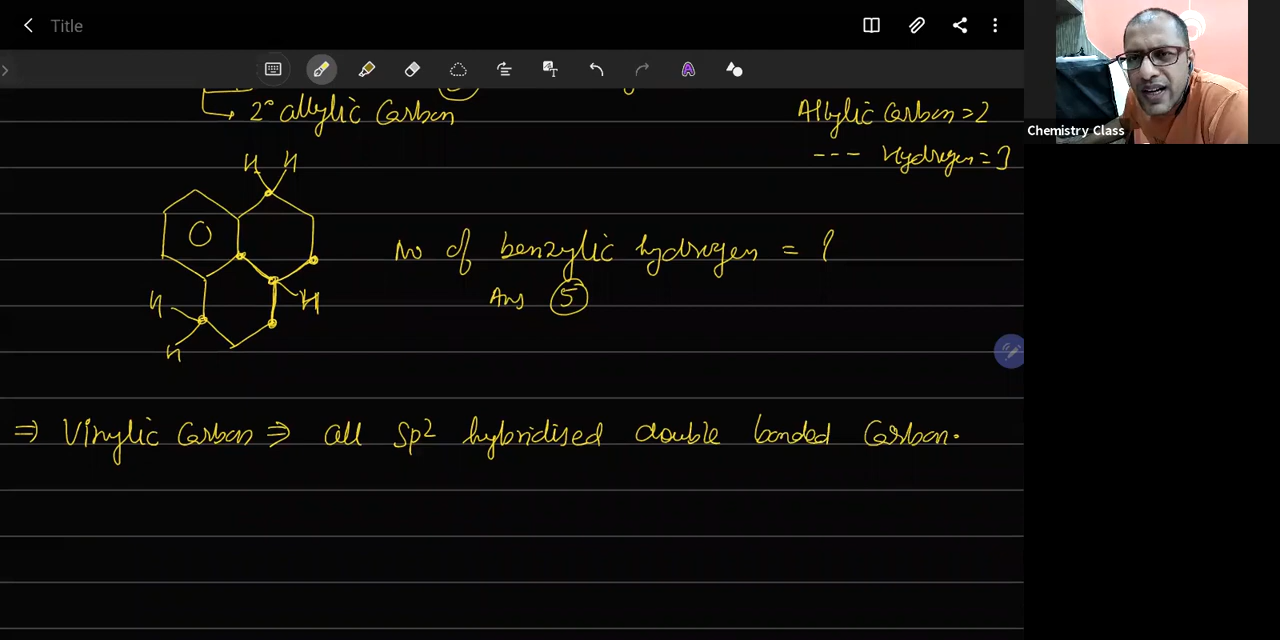 Title
2° allylic Carbon
Allylic Carbon = 2
Chemistry Class
--- Hydrogen = 3
H H
No of benzylic hydrogen = ?
Ans 5
H H
H
⇒ Vinylic Carbon ⇒ all sp2 hybridised double bonded Carbon.